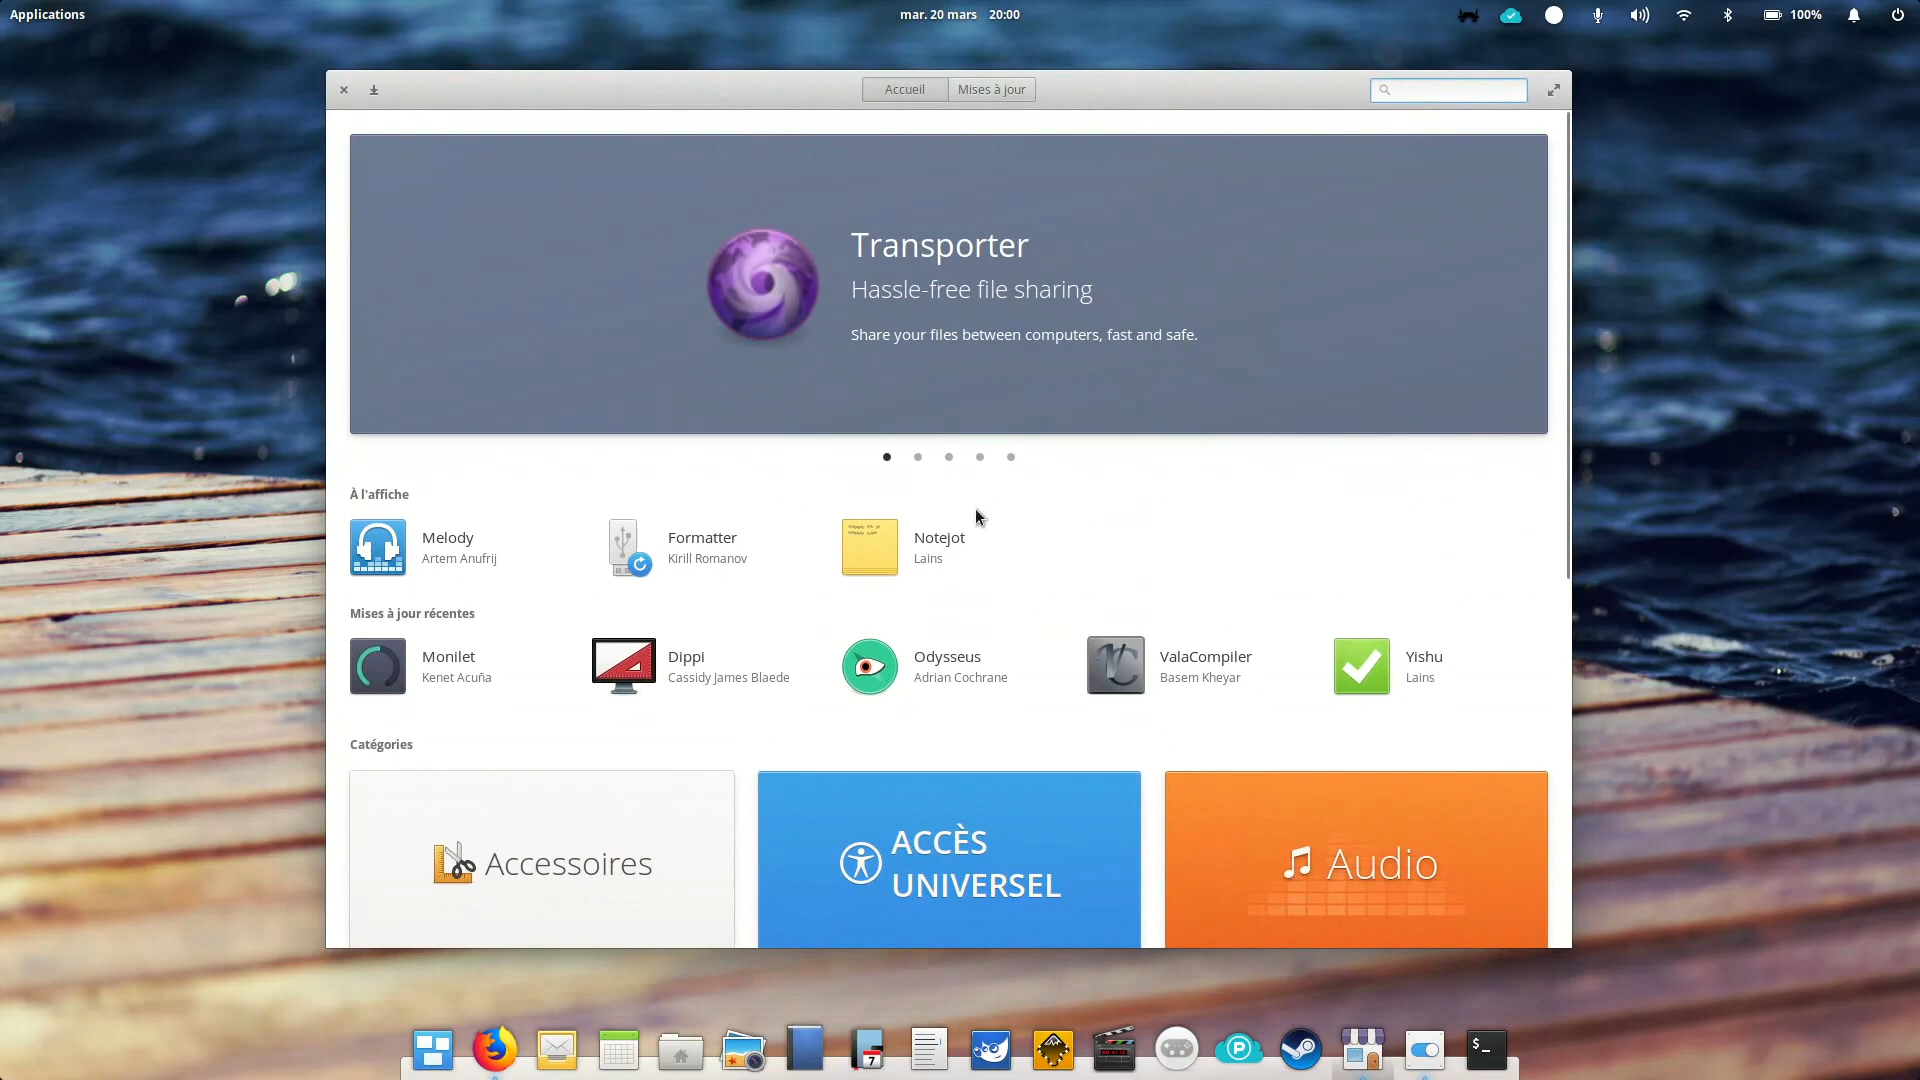 Applications
mar. 20 mars 20:00
100%
Accueil
Mises à jour
Transporter
Hassle-free file sharing
Share your files between computers, fast and safe.
À l'affiche
Melody
Artem Anufrij
Formatter
Kirill Romanov
Notejot
Lains
Mises à jour récentes
Monilet
Kenet Acuña
Dippi
Cassidy James Blaede
Odysseus
Adrian Cochrane
ValaCompiler
Basem Kheyar
Yishu
Lains
Catégories
Accessoires
ACCÈS
UNIVERSEL
Audio
7
P
$_